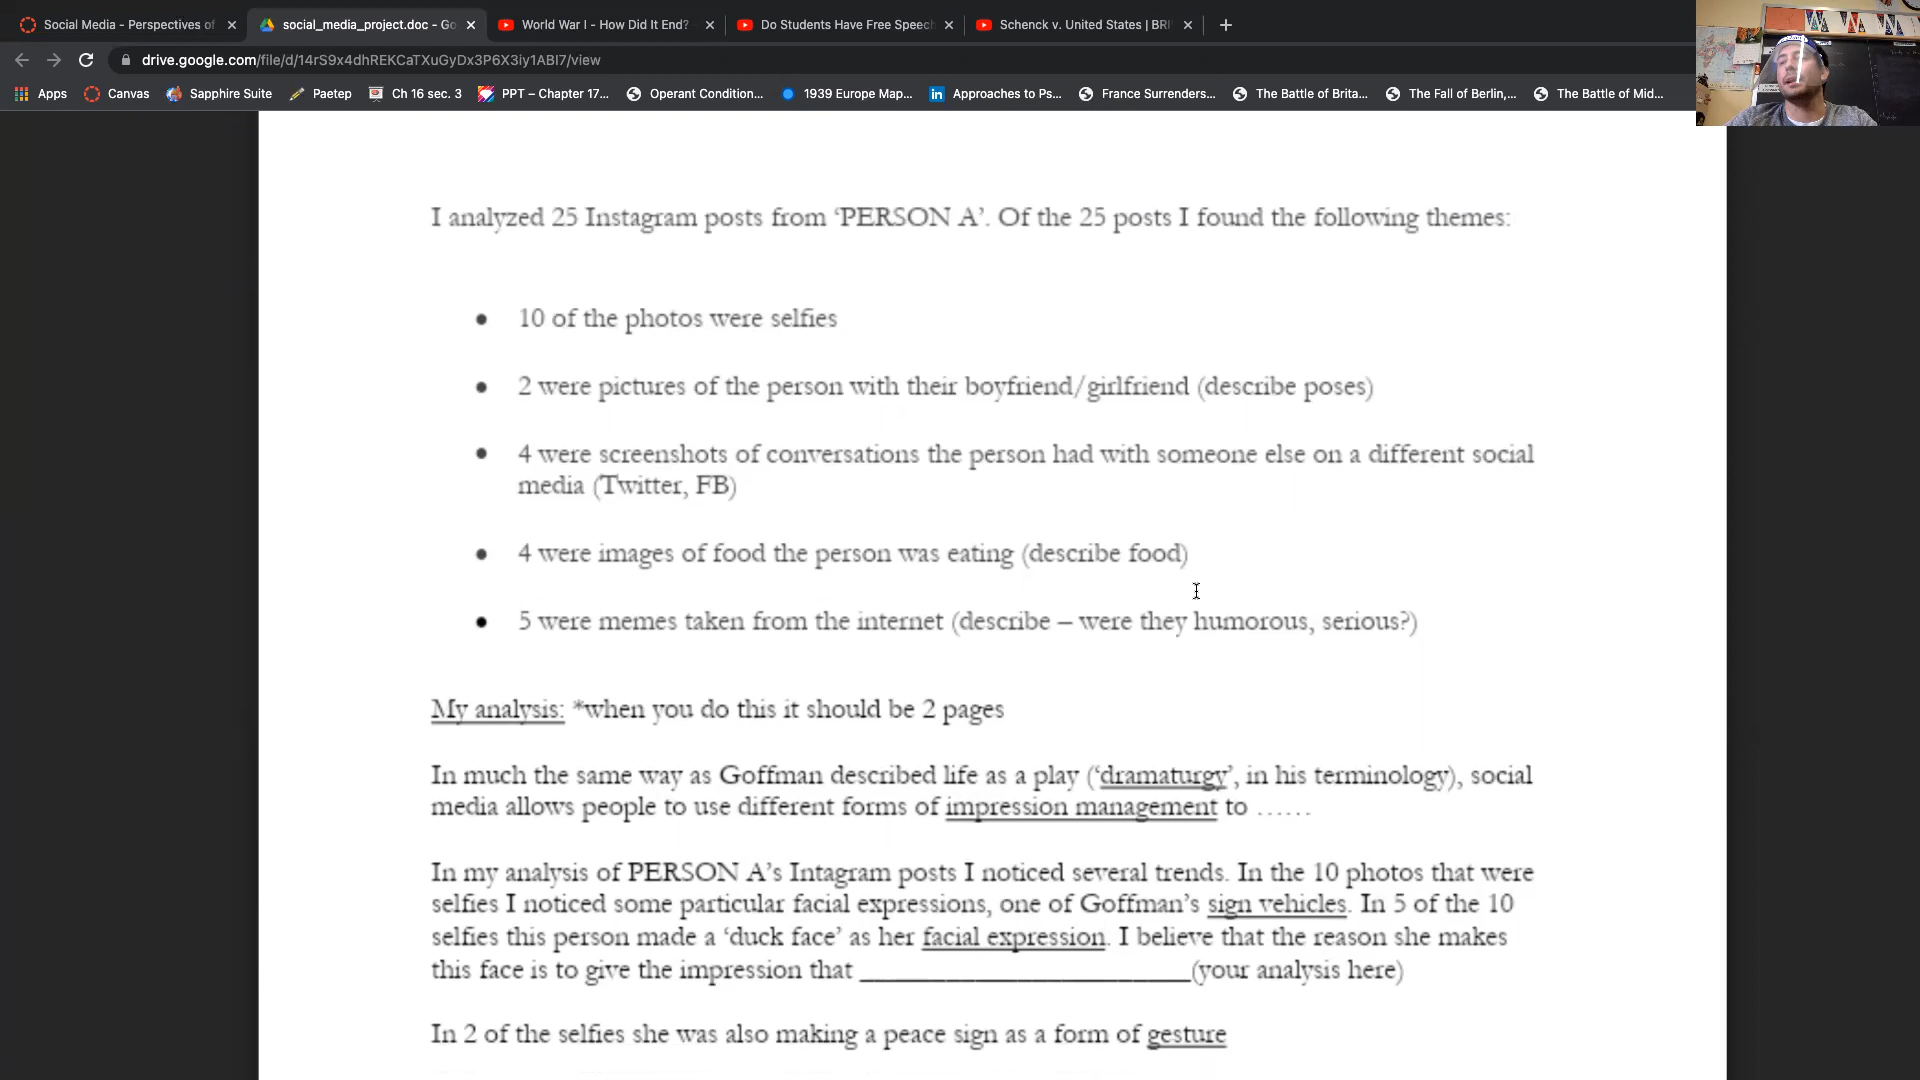 Social Media - Perspectives of
social_media_project.doc - Go
World War I - How Did It End?
Do Students Have Free Speech
Schenck v. United States | BRI
drive.google.com/file/d/14rS9x4dhREKCaTXuGyDx3P6X3iy1ABI7/view
Apps
Canvas
Sapphire Suite
Paetep
Ch 16 sec. 3
PPT – Chapter 17...
Operant Condition...
1939 Europe Map...
Approaches to Ps...
France Surrenders...
The Battle of Brita...
The Fall of Berlin,...
The Battle of Mid...
I analyzed 25 Instagram posts from ‘PERSON A’. Of the 25 posts I found the following themes:
• 10 of the photos were selfies
• 2 were pictures of the person with their boyfriend/girlfriend (describe poses)
• 4 were screenshots of conversations the person had with someone else on a different social
media (Twitter, FB)
• 4 were images of food the person was eating (describe food)
• 5 were memes taken from the internet (describe – were they humorous, serious?)
My analysis: *when you do this it should be 2 pages
In much the same way as Goffman described life as a play (‘dramaturgy’, in his terminology), social
media allows people to use different forms of impression management to ……
In my analysis of PERSON A’s Intagram posts I noticed several trends. In the 10 photos that were
selfies I noticed some particular facial expressions, one of Goffman’s sign vehicles. In 5 of the 10
selfies this person made a ‘duck face’ as her facial expression. I believe that the reason she makes
this face is to give the impression that ________________________(your analysis here)
In 2 of the selfies she was also making a peace sign as a form of gesture